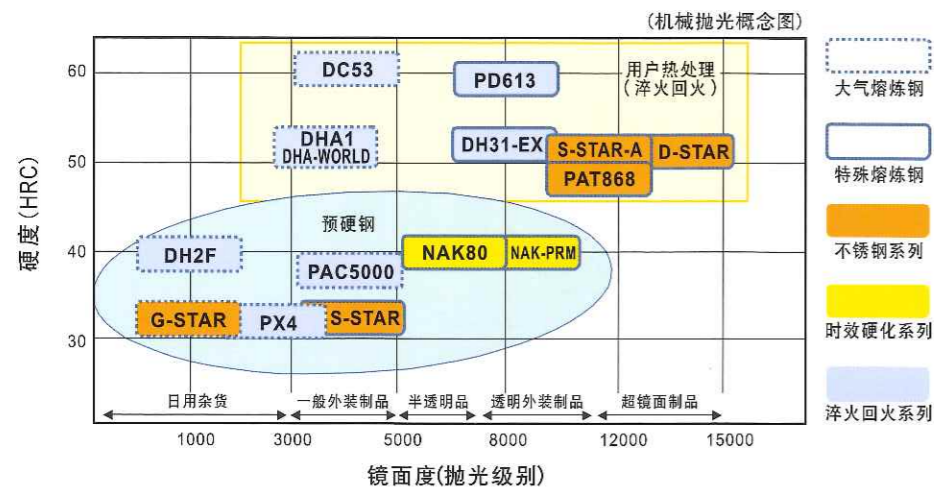 (机械抛光概念图)
60
50
40
30
硬度(HRC)
DC53
PD613
用户热处理
(淬火回火)
DHA1
DHA-WORLD
DH31-EX
S-STAR-A
D-STAR
PAT868
预硬钢
DH2F
PAC5000
NAK80
NAK-PRM
G-STAR
PX4
S-STAR
日用杂货
一般外装制品
半透明品
透明外装制品
超镜面制品
1000
3000
5000
8000
12000
15000
镜面度(抛光级别)
大气熔炼钢
特殊熔炼钢
不锈钢系列
时效硬化系列
淬火回火系列